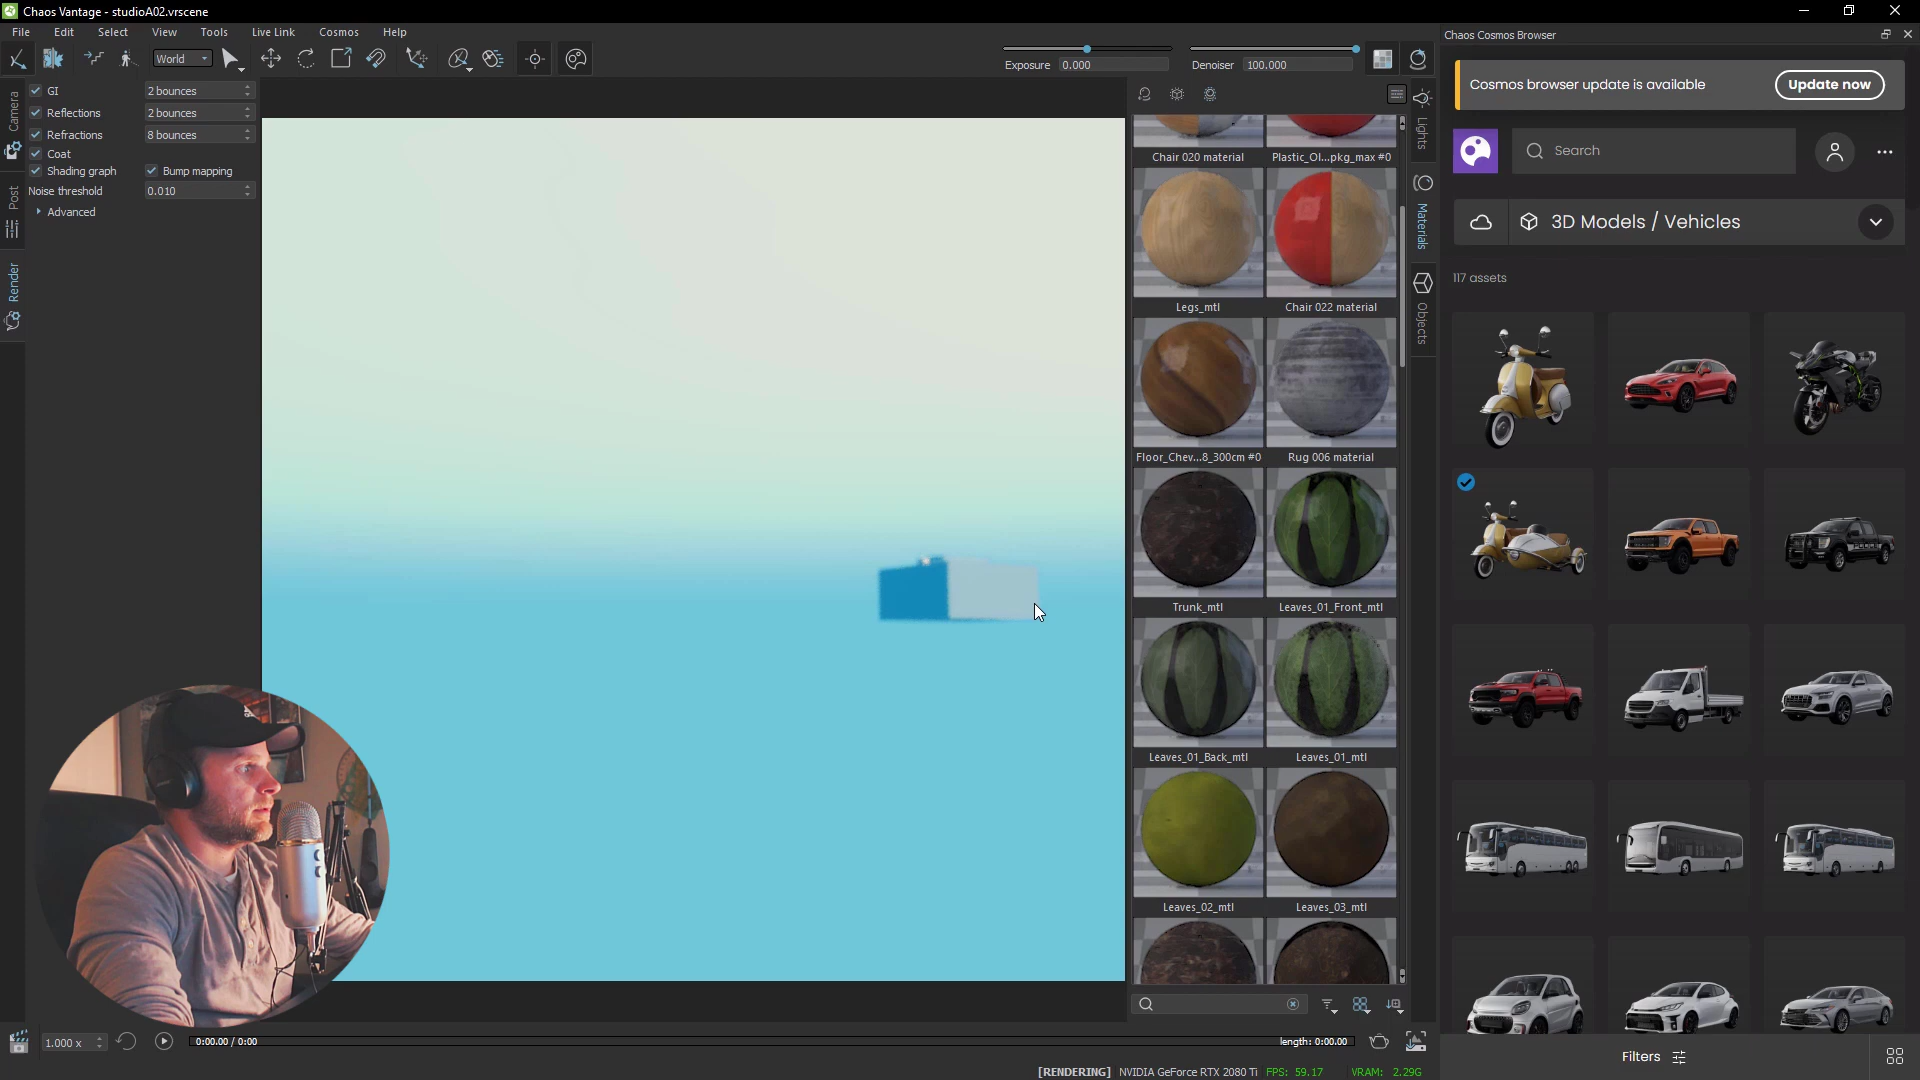 Chaos Vantage - studioA02.vrscene
File Edit Select View Tools Live Link Cosmos Help
World
Exposure 0.000
Denoiser 100.000
Camera
Post
Render
GI 2 bounces
Reflections 2 bounces
Refractions 8 bounces
Coat
Shading graph Bump mapping
Noise threshold 0.010
Advanced
Chair 020 material Plastic_Ol...pkg_max #0
Legs_mtl Chair 022 material
Floor_Chev...8_300cm #0 Rug 006 material
Trunk_mtl Leaves_01_Front_mtl
Leaves_01_Back_mtl Leaves_01_mtl
Leaves_02_mtl Leaves_03_mtl
Lights
Materials
Objects
Chaos Cosmos Browser
Cosmos browser update is available Update now
Search
3D Models / Vehicles
117 assets
POLICE
Filters
1.000 x 0:00.00 / 0:00 length: 0:00.00
[RENDERING] NVIDIA GeForce RTX 2080 Ti FPS: 59.17 VRAM: 2.29G